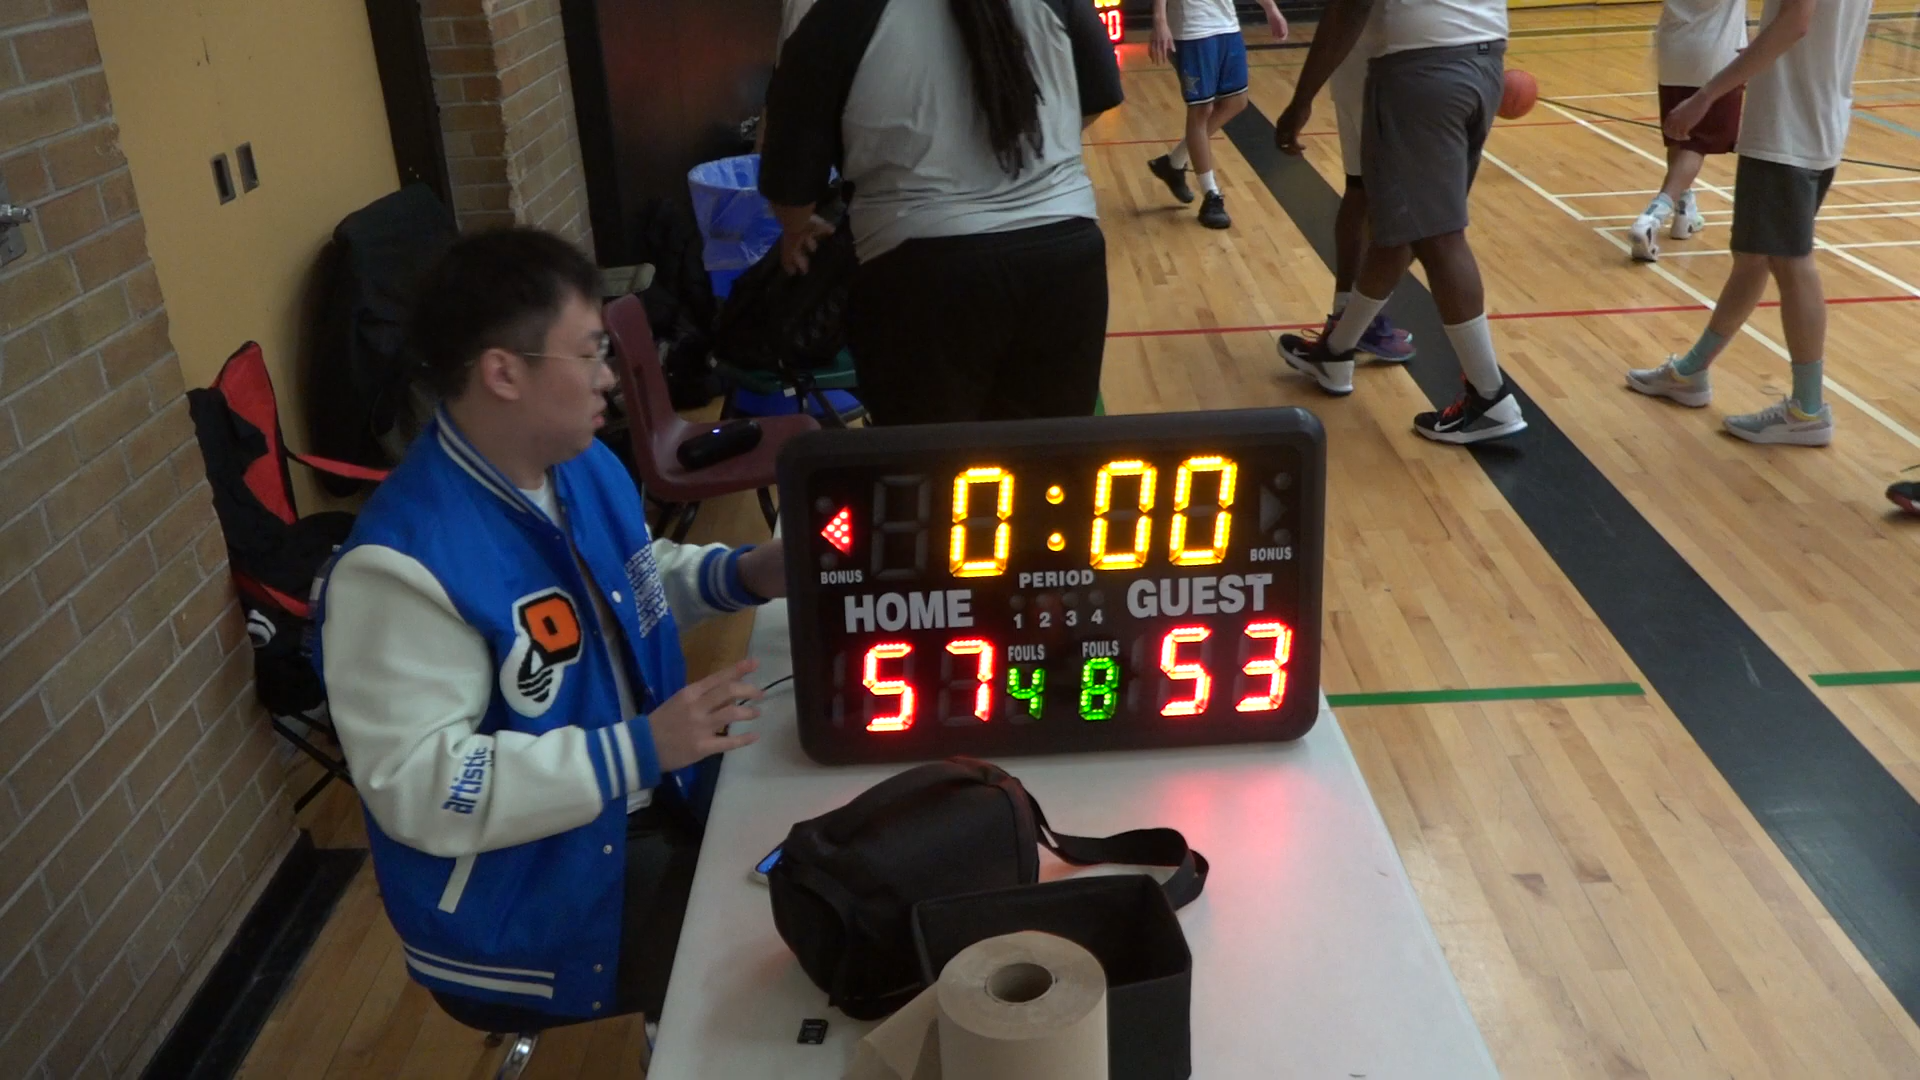 0:00
BONUS
BONUS
PERIOD
HOME
GUEST
1 2 3 4
FOULS
FOULS
57
4
8
53
artistic